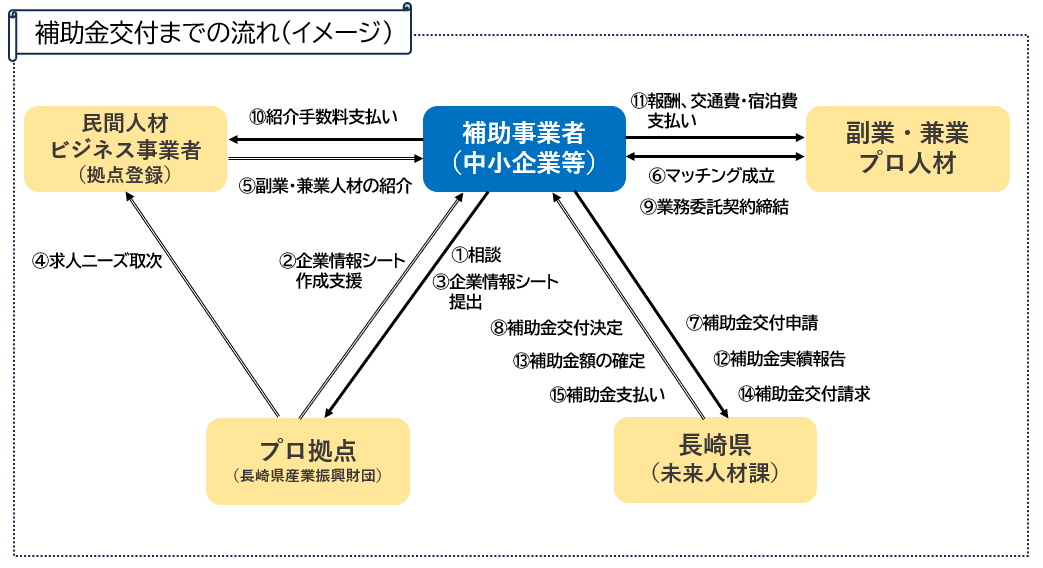 補助金交付までの流れ(イメージ)
民間人材
ビジネス事業者
(拠点登録)
⑩紹介手数料支払い
⑤副業・兼業人材の紹介
補助事業者
(中小企業等)
⑪報酬、交通費・宿泊費
支払い
⑥マッチング成立
⑨業務委託契約締結
副業・兼業
プロ人材
④求人ニーズ取次
②企業情報シート
作成支援
①相談
③企業情報シート
提出
⑧補助金交付決定
⑬補助金額の確定
⑮補助金支払い
⑦補助金交付申請
⑫補助金実績報告
⑭補助金交付請求
プロ拠点
(長崎県産業振興財団)
長崎県
(未来人材課)